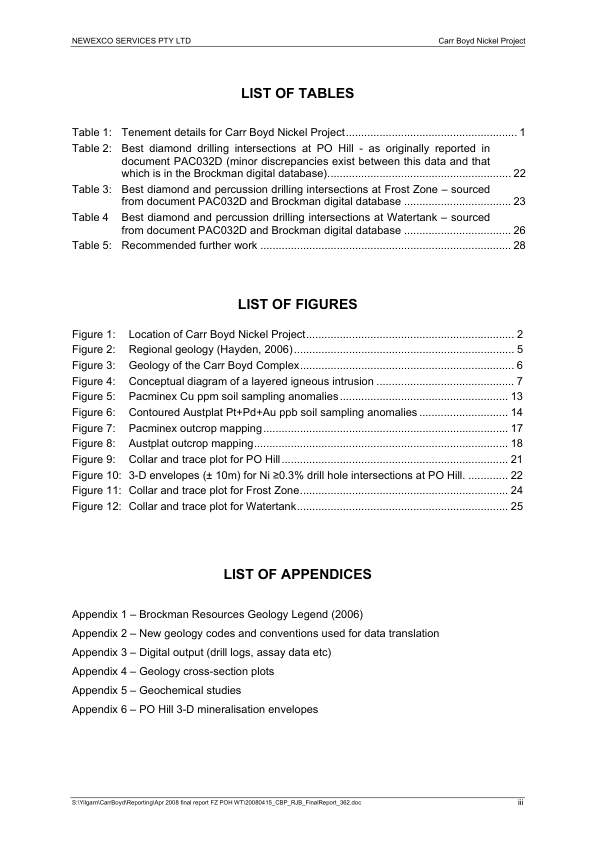 NEWEXCO SERVICES PTY LTD Carr Boyd Nickel Project
LIST OF TABLES
Table 1: Tenement details for Carr Boyd Nickel Project.......................................................... 1
Table 2: Best diamond drilling intersections at PO Hill - as originally reported in
document PAC032D (minor discrepancies exist between this data and that
which is in the Brockman digital database)............................................................... 22
Table 3: Best diamond and percussion drilling intersections at Frost Zone – sourced
from document PAC032D and Brockman digital database .................................... 23
Table 4 Best diamond and percussion drilling intersections at Watertank – sourced
from document PAC032D and Brockman digital database .................................... 26
Table 5: Recommended further work .................................................................................... 28
LIST OF FIGURES
Figure 1: Location of Carr Boyd Nickel Project...................................................................... 2
Figure 2: Regional geology (Hayden, 2006).......................................................................... 5
Figure 3: Geology of the Carr Boyd Complex........................................................................ 6
Figure 4: Conceptual diagram of a layered igneous intrusion ............................................... 7
Figure 5: Pacminex Cu ppm soil sampling anomalies......................................................... 13
Figure 6: Contoured Austplat Pt+Pd+Au ppb soil sampling anomalies .............................. 14
Figure 7: Pacminex outcrop mapping.................................................................................. 17
Figure 8: Austplat outcrop mapping..................................................................................... 18
Figure 9: Collar and trace plot for PO Hill............................................................................ 21
Figure 10: 3-D envelopes (± 10m) for Ni ≥0.3% drill hole intersections at PO Hill. ............. 22
Figure 11: Collar and trace plot for Frost Zone...................................................................... 24
Figure 12: Collar and trace plot for Watertank....................................................................... 25
LIST OF APPENDICES
Appendix 1 – Brockman Resources Geology Legend (2006)
Appendix 2 – New geology codes and conventions used for data translation
Appendix 3 – Digital output (drill logs, assay data etc)
Appendix 4 – Geology cross-section plots
Appendix 5 – Geochemical studies
Appendix 6 – PO Hill 3-D mineralisation envelopes
S:\Yilgarn\CarrBoyd\Reporting\Apr 2008 final report FZ POH WT\20080415_CBP_RJB_FinalReport_362.doc iii